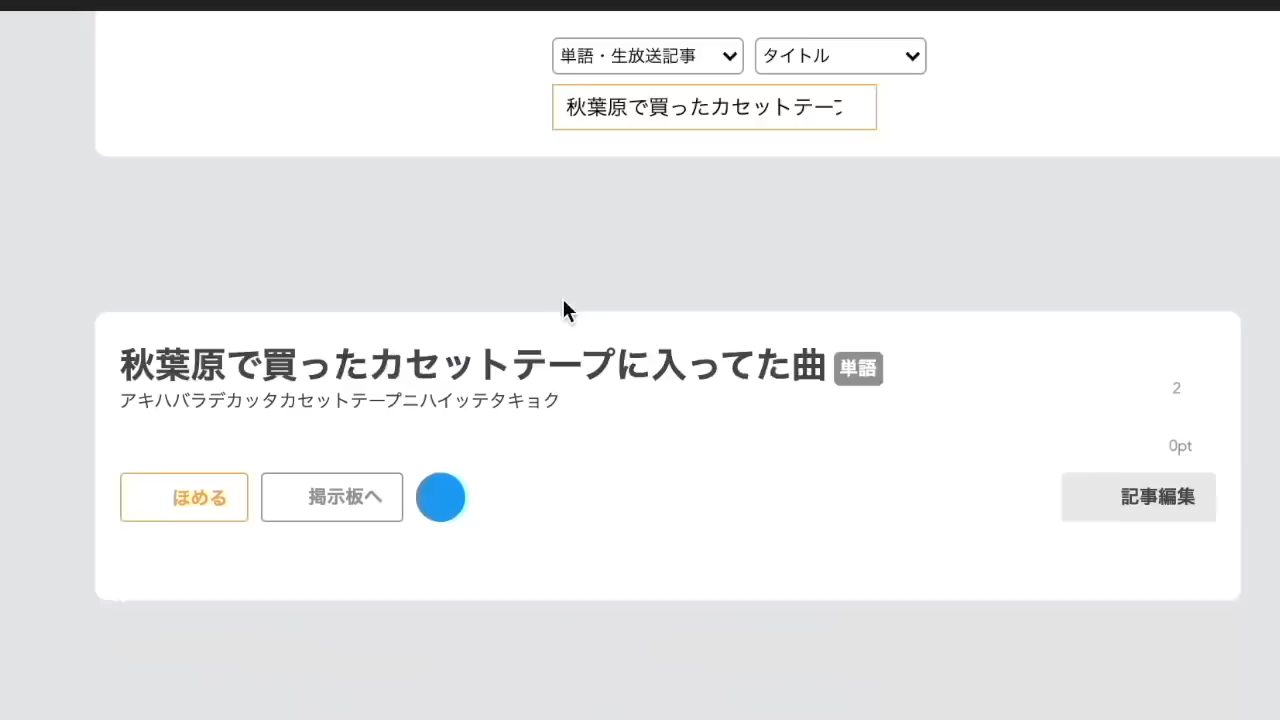 単語・生放送記事 タイトル
秋葉原で買ったカセットテー
秋葉原で買ったカセットテープに入ってた曲 単語
アキハバラデカッタカセットテープニハイッテタキョク
2
0pt
ほめる 掲示板へ 記事編集